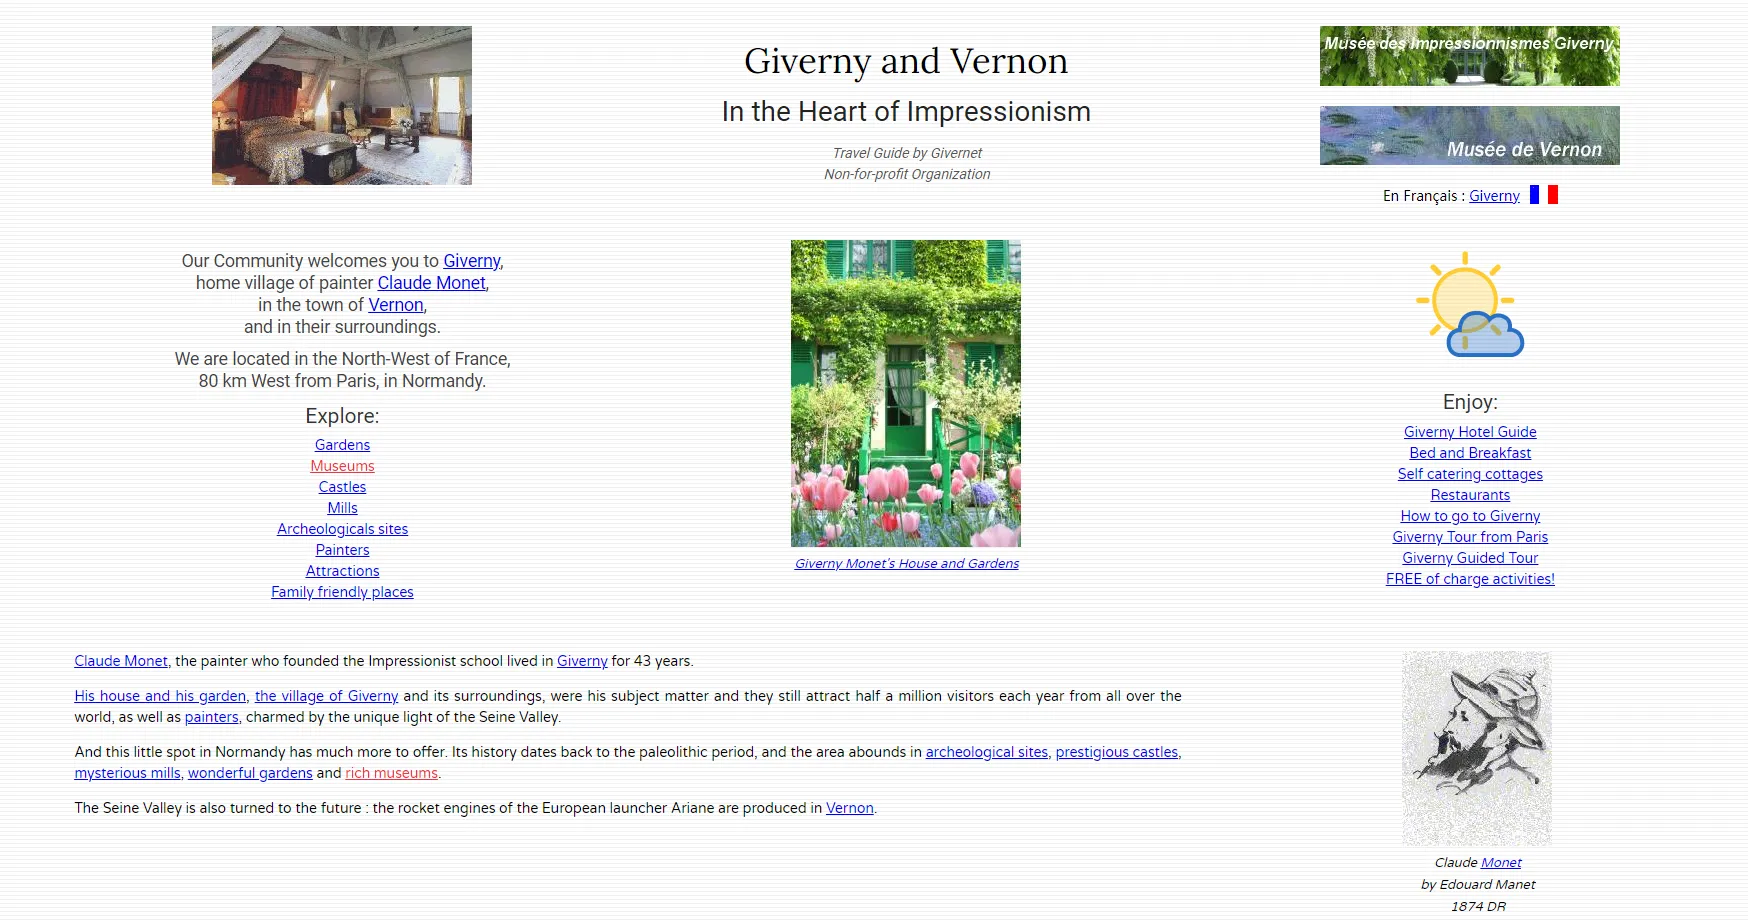 Giverny and Vernon
In the Heart of Impressionism
Travel Guide by Givernet
Non-for-profit Organization
Musée des Impressionnismes Giverny
Musée de Vernon
En Français : Giverny
Our Community welcomes you to Giverny,
home village of painter Claude Monet,
in the town of Vernon,
and in their surroundings.
We are located in the North-West of France,
80 km West from Paris, in Normandy.
Explore:
Gardens
Museums
Castles
Mills
Archeologicals sites
Painters
Attractions
Family friendly places
Giverny Monet's House and Gardens
Enjoy:
Giverny Hotel Guide
Bed and Breakfast
Self catering cottages
Restaurants
How to go to Giverny
Giverny Tour from Paris
Giverny Guided Tour
FREE of charge activities!
Claude Monet, the painter who founded the Impressionist school lived in Giverny for 43 years.
His house and his garden, the village of Giverny and its surroundings, were his subject matter and they still attract half a million visitors each year from all over the
world, as well as painters, charmed by the unique light of the Seine Valley.
And this little spot in Normandy has much more to offer. Its history dates back to the paleolithic period, and the area abounds in archeological sites, prestigious castles,
mysterious mills, wonderful gardens and rich museums.
The Seine Valley is also turned to the future : the rocket engines of the European launcher Ariane are produced in Vernon.
Claude Monet
by Edouard Manet
1874 DR